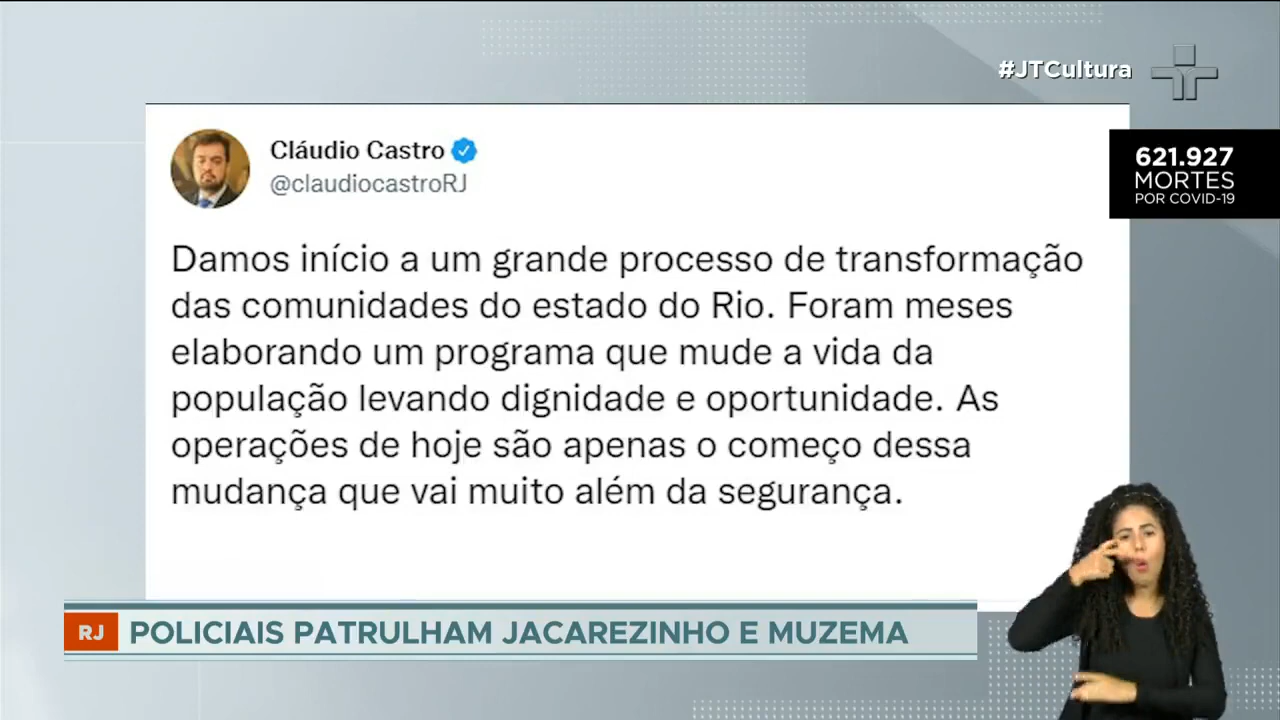 #JTCultura
621.927
MORTES
POR COVID-19
Cláudio Castro
@claudiocastroRJ
Damos início a um grande processo de transformação
das comunidades do estado do Rio. Foram meses
elaborando um programa que mude a vida da
população levando dignidade e oportunidade. As
operações de hoje são apenas o começo dessa
mudança que vai muito além da segurança.
RJ POLICIAIS PATRULHAM JACAREZINHO E MUZEMA